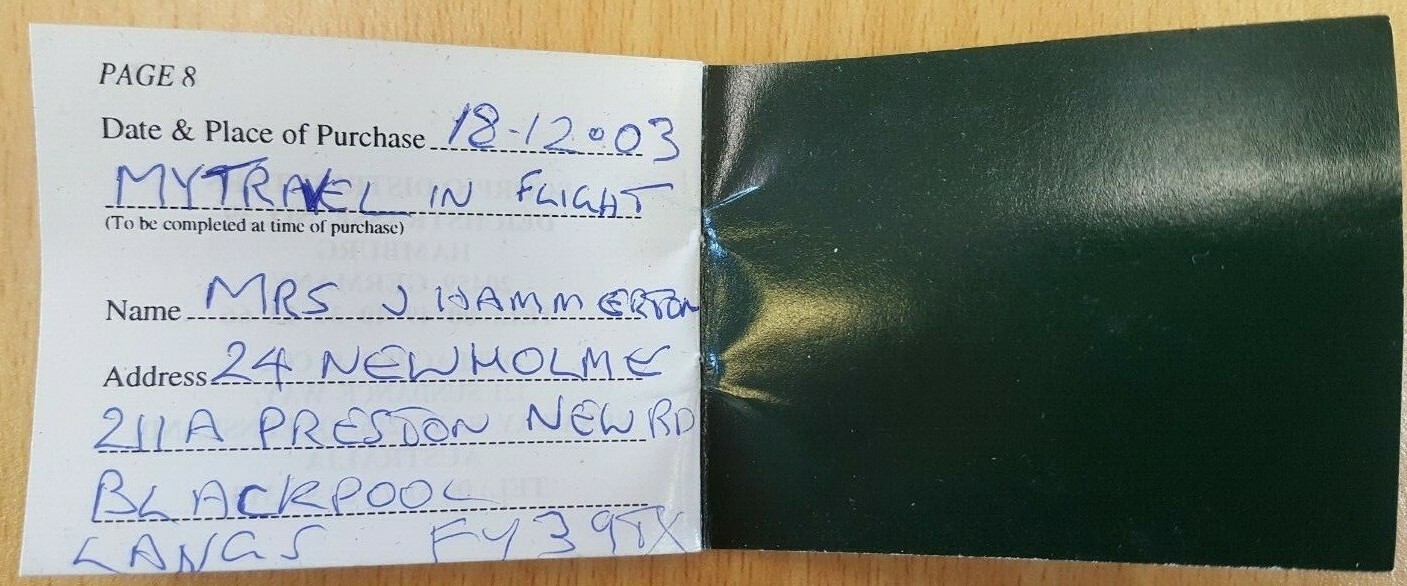 PAGE 8
Date & Place of Purchase 18-12-03
MYTRAVEL IN FLIGHT
(To be completed at time of purchase)
Name MRS J HAMMERTON
Address 24 NEWHOLME
211A PRESTON NEW RD
BLACKPOOL
LANCS FY3 9TX